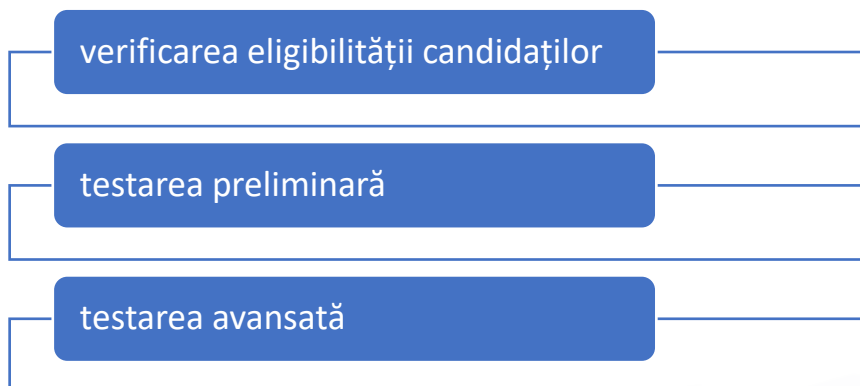 verificarea eligibilității candidaților
testarea preliminară
testarea avansată